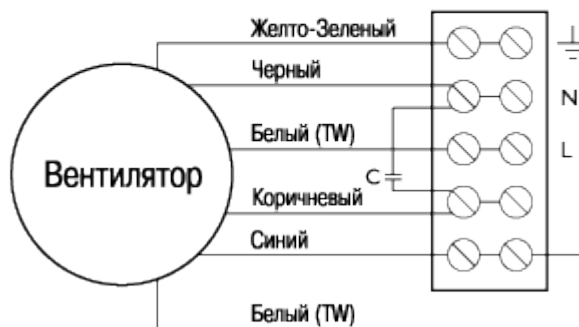 Желто-Зеленый
Черный
N
Белый (TW)
L
Вентилятор
C
Коричневый
Синий
Белый (TW)